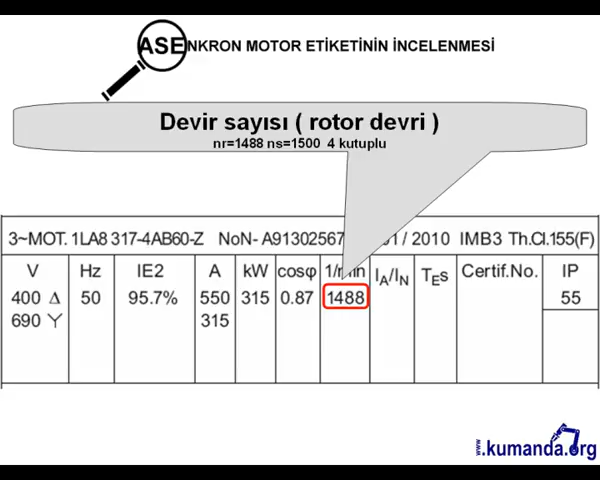 ASENKRON MOTOR ETİKETİNİN İNCELENMESİ
Devir sayısı ( rotor devri )
nr=1488 ns=1500 4 kutuplu
3~MOT. 1LA8 317-4AB60-Z NoN- A91302567 01 / 2010 IMB3 Th.Cl.155(F)
V Hz IE2 A kW cosφ 1/min IA/IN TES Certif.No. IP
400 Δ 50 95.7% 550 315 0.87 1488 55
690 Y 315
www.kumanda.org